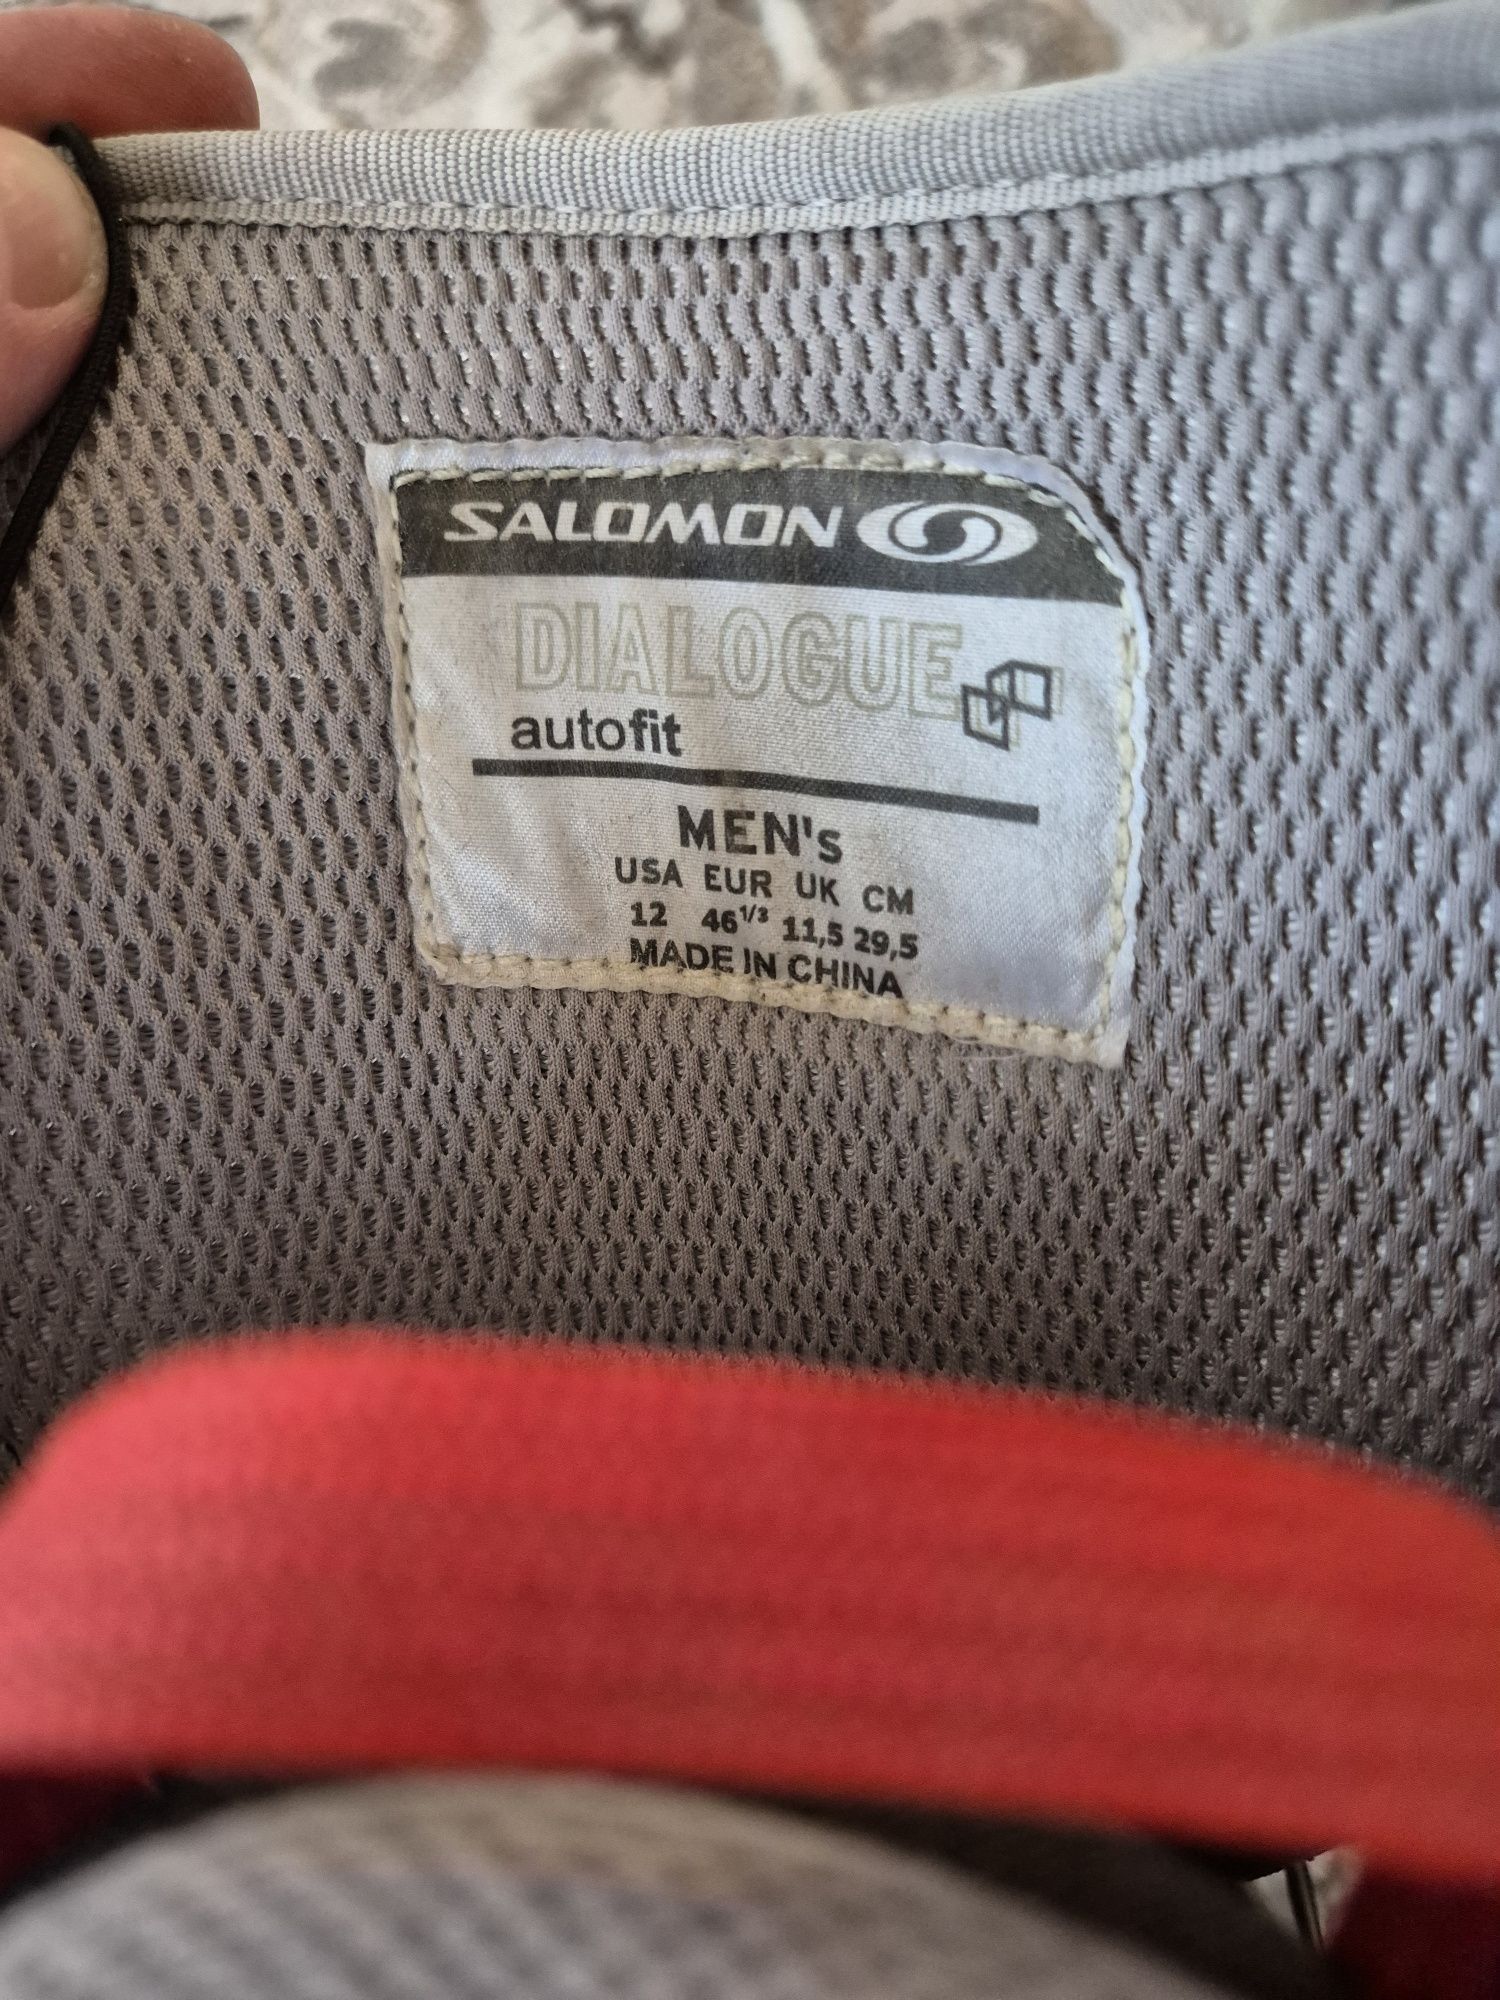 SALOMON
DIALOGUE
autofit
MEN's
USA EUR UK CM
12 46 1/3 11,5 29,5
MADE IN CHINA